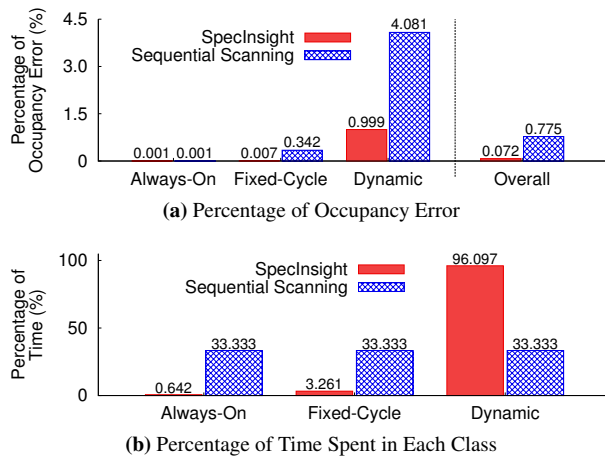 Percentage of
Occupancy Error (%)
4.5
3.0
1.5
0
SpecInsight
Sequential Scanning
0.001 0.001
0.007
0.342
0.999
4.081
0.072
0.775
Always-On Fixed-Cycle Dynamic Overall
(a) Percentage of Occupancy Error
Percentage of
Time (%)
100
50
0
SpecInsight
Sequential Scanning
0.642
33.333
3.261
33.333
96.097
33.333
Always-On Fixed-Cycle Dynamic
(b) Percentage of Time Spent in Each Class